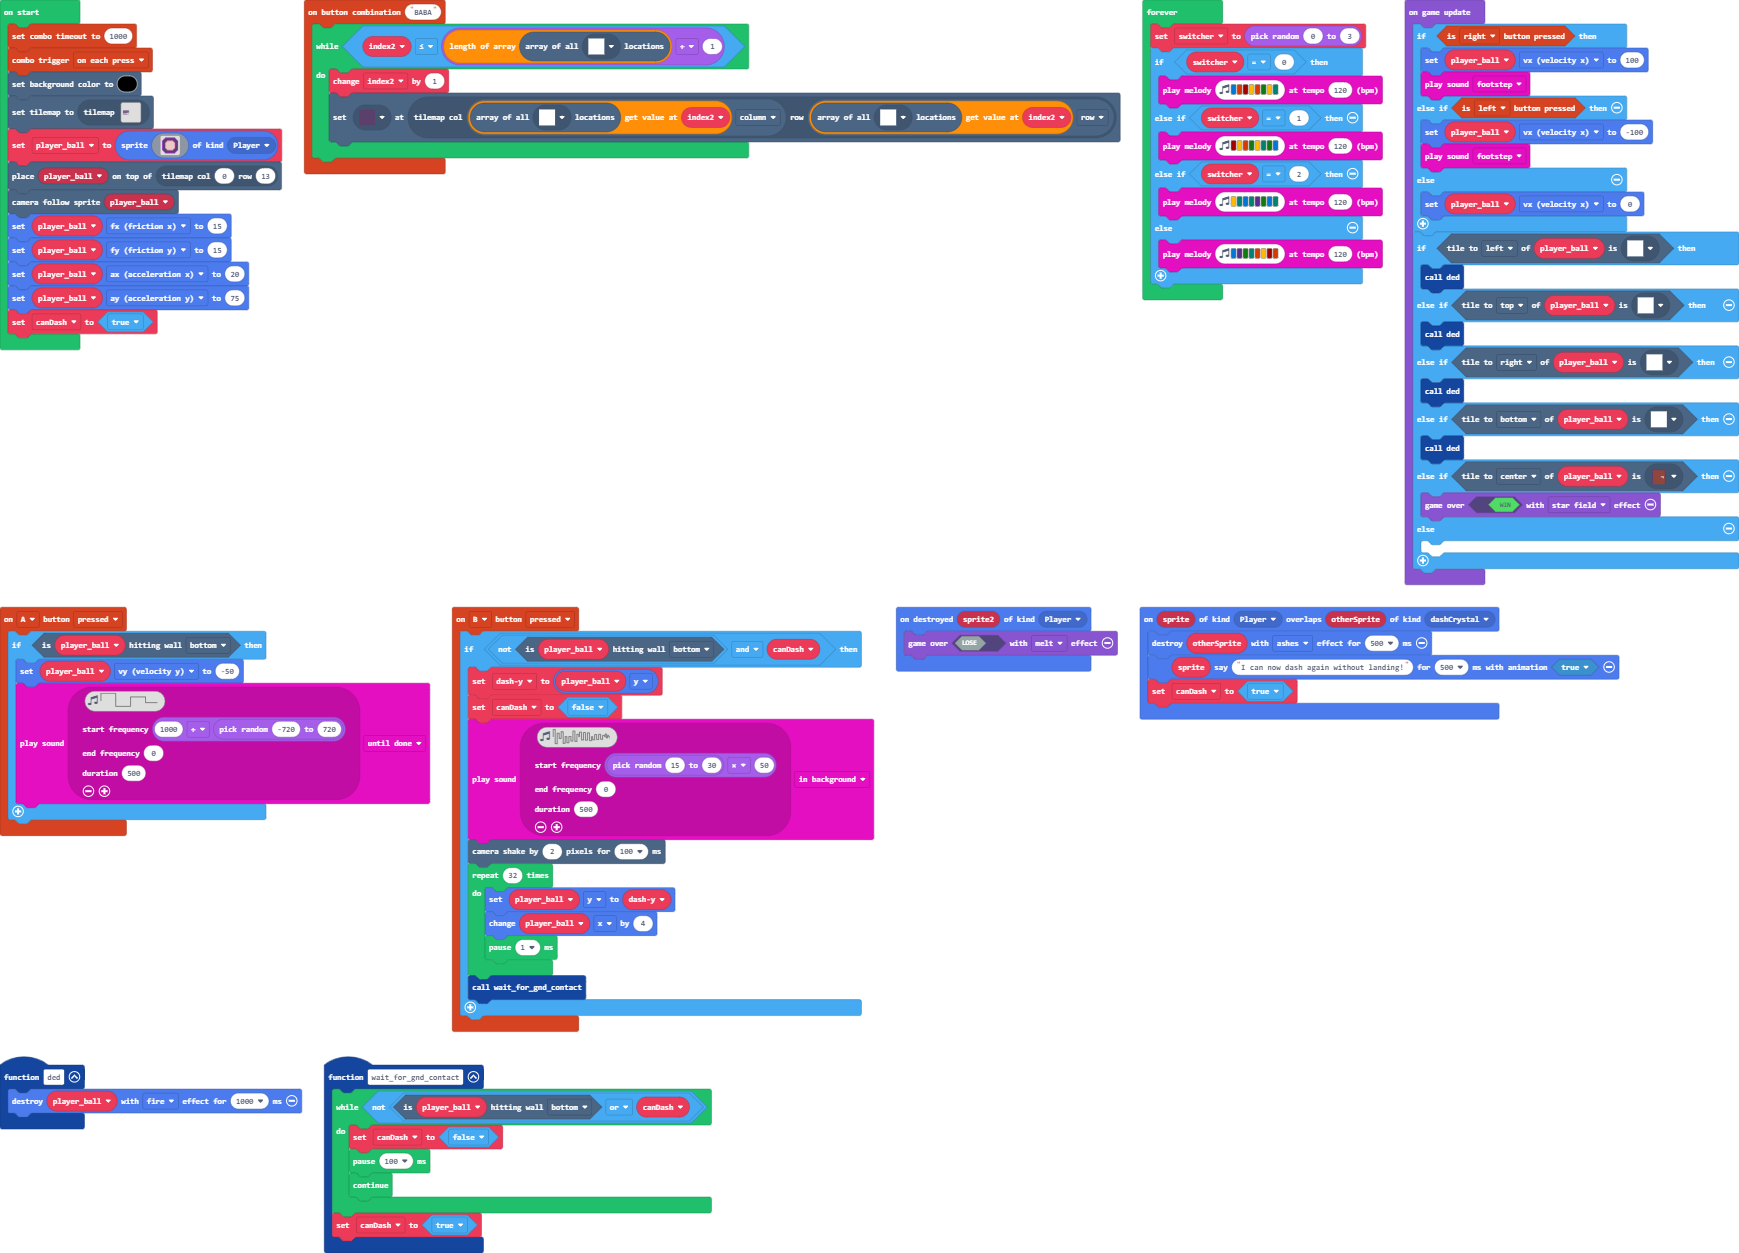 on start
set combo timeout to 1000
combo trigger on each press
set background color to
set tilemap to tilemap
set player_ball to sprite of kind Player
place player_ball on top of tilemap col 0 row 13
camera follow sprite player_ball
set player_ball fx (friction x) to 15
set player_ball fy (friction y) to 15
set player_ball ax (acceleration x) to 20
set player_ball ay (acceleration y) to 75
set canDash to true
on button combination "BABA"
while index2 length of array array of all locations 1
do
change index2 by 1
set at tilemap col array of all locations get value at index2 column row array of all locations get value at index2 row
forever
set switcher to pick random 0 to 3
if switcher = 0 then
play melody at tempo 120 (bpm)
else if switcher = 1 then
play melody at tempo 120 (bpm)
else if switcher = 2 then
play melody at tempo 120 (bpm)
else
play melody at tempo 120 (bpm)
on game update
if is right button pressed then
set player_ball vx (velocity x) to 100
play sound footstep
else if is left button pressed then
set player_ball vx (velocity x) to -100
play sound footstep
else
set player_ball vx (velocity x) to 0
if tile to left of player_ball is then
call ded
else if tile to top of player_ball is then
call ded
else if tile to right of player_ball is then
call ded
else if tile to bottom of player_ball is then
call ded
else if tile to center of player_ball is then
game over WIN with star field effect
else
on A button pressed
if is player_ball hitting wall bottom then
set player_ball vy (velocity y) to -50
play sound
start frequency 1000 + pick random -720 to 720
end frequency 0
duration 500
until done
on B button pressed
if not is player_ball hitting wall bottom and canDash then
set dash-y to player_ball y
set canDash to false
play sound
start frequency pick random 15 to 30 × 50
end frequency 0
duration 500
in background
camera shake by 2 pixels for 100 ms
repeat 32 times
do
set player_ball y to dash-y
change player_ball x by 4
pause 1 ms
call wait_for_gnd_contact
on destroyed sprite2 of kind Player
game over LOSE with melt effect
on sprite of kind Player overlaps otherSprite of kind dashCrystal
destroy otherSprite with ashes effect for 500 ms
sprite say "I can now dash again without landing!" for 500 ms with animation true
set canDash to true
function ded
destroy player_ball with fire effect for 1000 ms
function wait_for_gnd_contact
while not is player_ball hitting wall bottom or canDash
do
set canDash to false
pause 100 ms
continue
set canDash to true